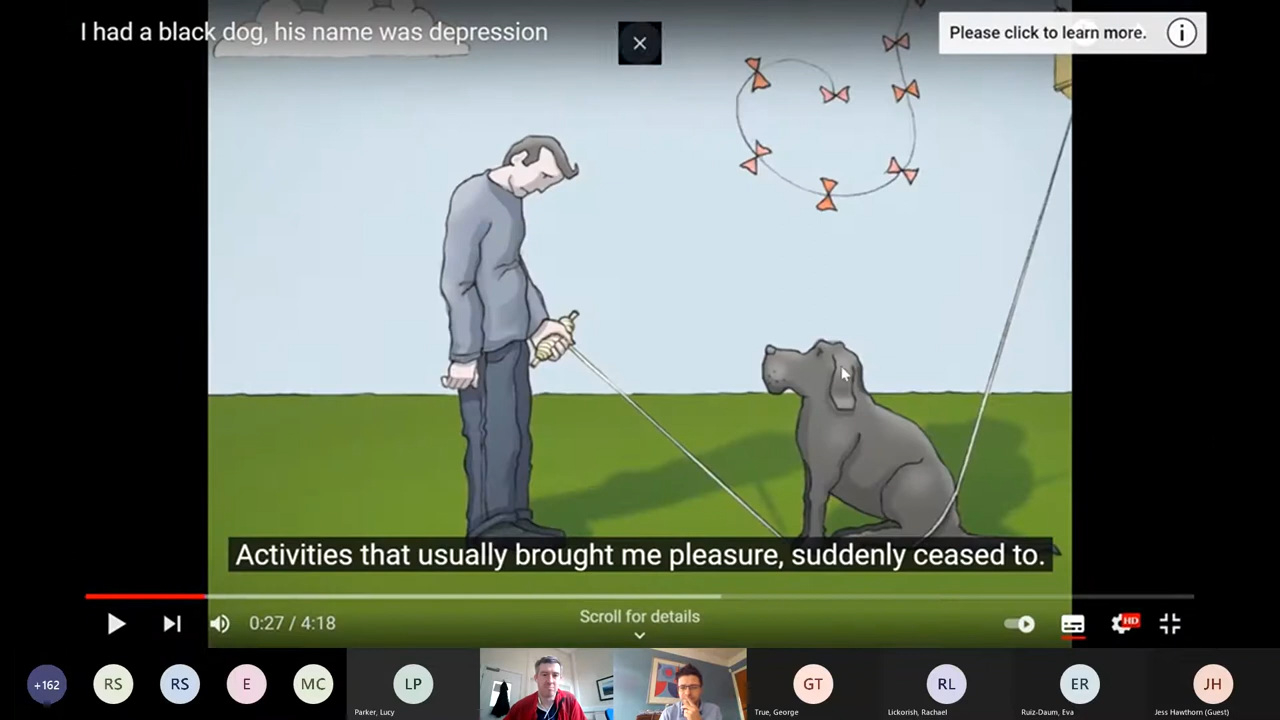 I had a black dog, his name was depression
Please click to learn more.
Activities that usually brought me pleasure, suddenly ceased to.
0:27 / 4:18
Scroll for details
HD
+162
RS
RS
E
MC
LP
GT
RL
ER
JH
Parker, Lucy
True, George
Lickorish, Rachael
Ruiz-Daum, Eva
Jess Hawthorn (Guest)